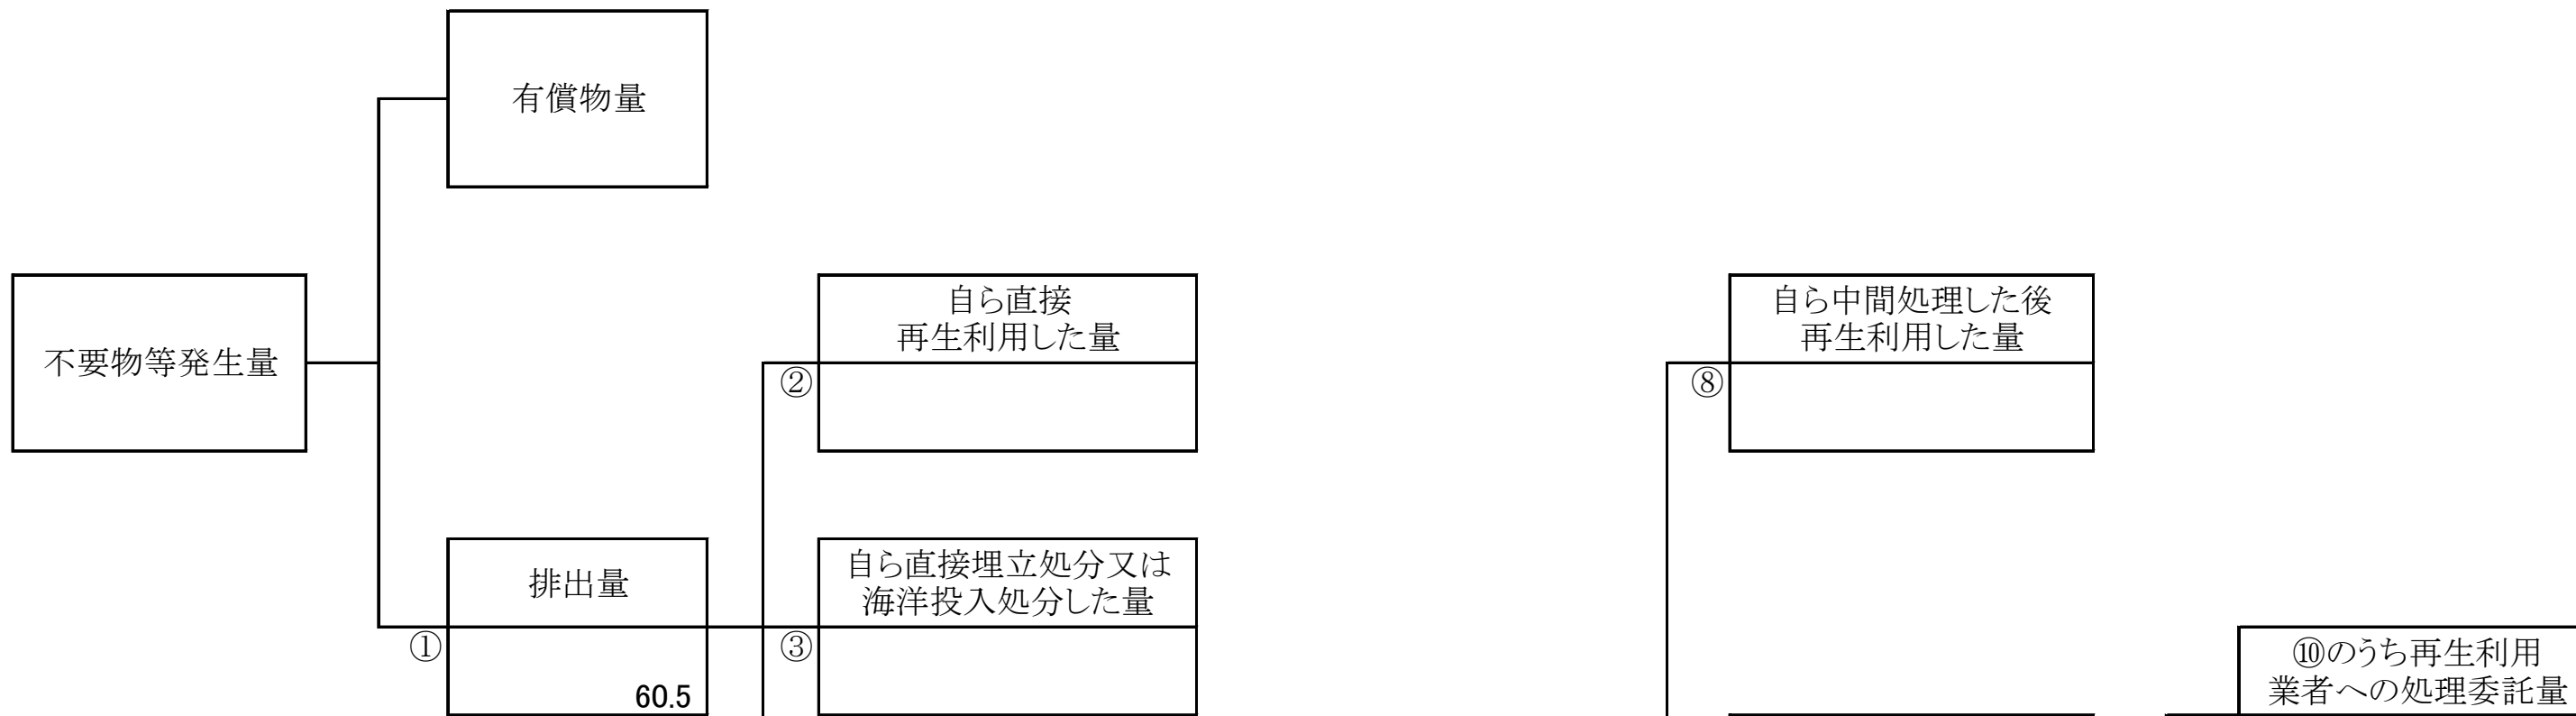 有償物量
不要物等発生量
自ら直接
再生利用した量
②
自ら中間処理した後
再生利用した量
⑧
排出量
①
60.5
自ら直接埋立処分又は
海洋投入処分した量
③
⑩のうち再生利用
業者への処理委託量